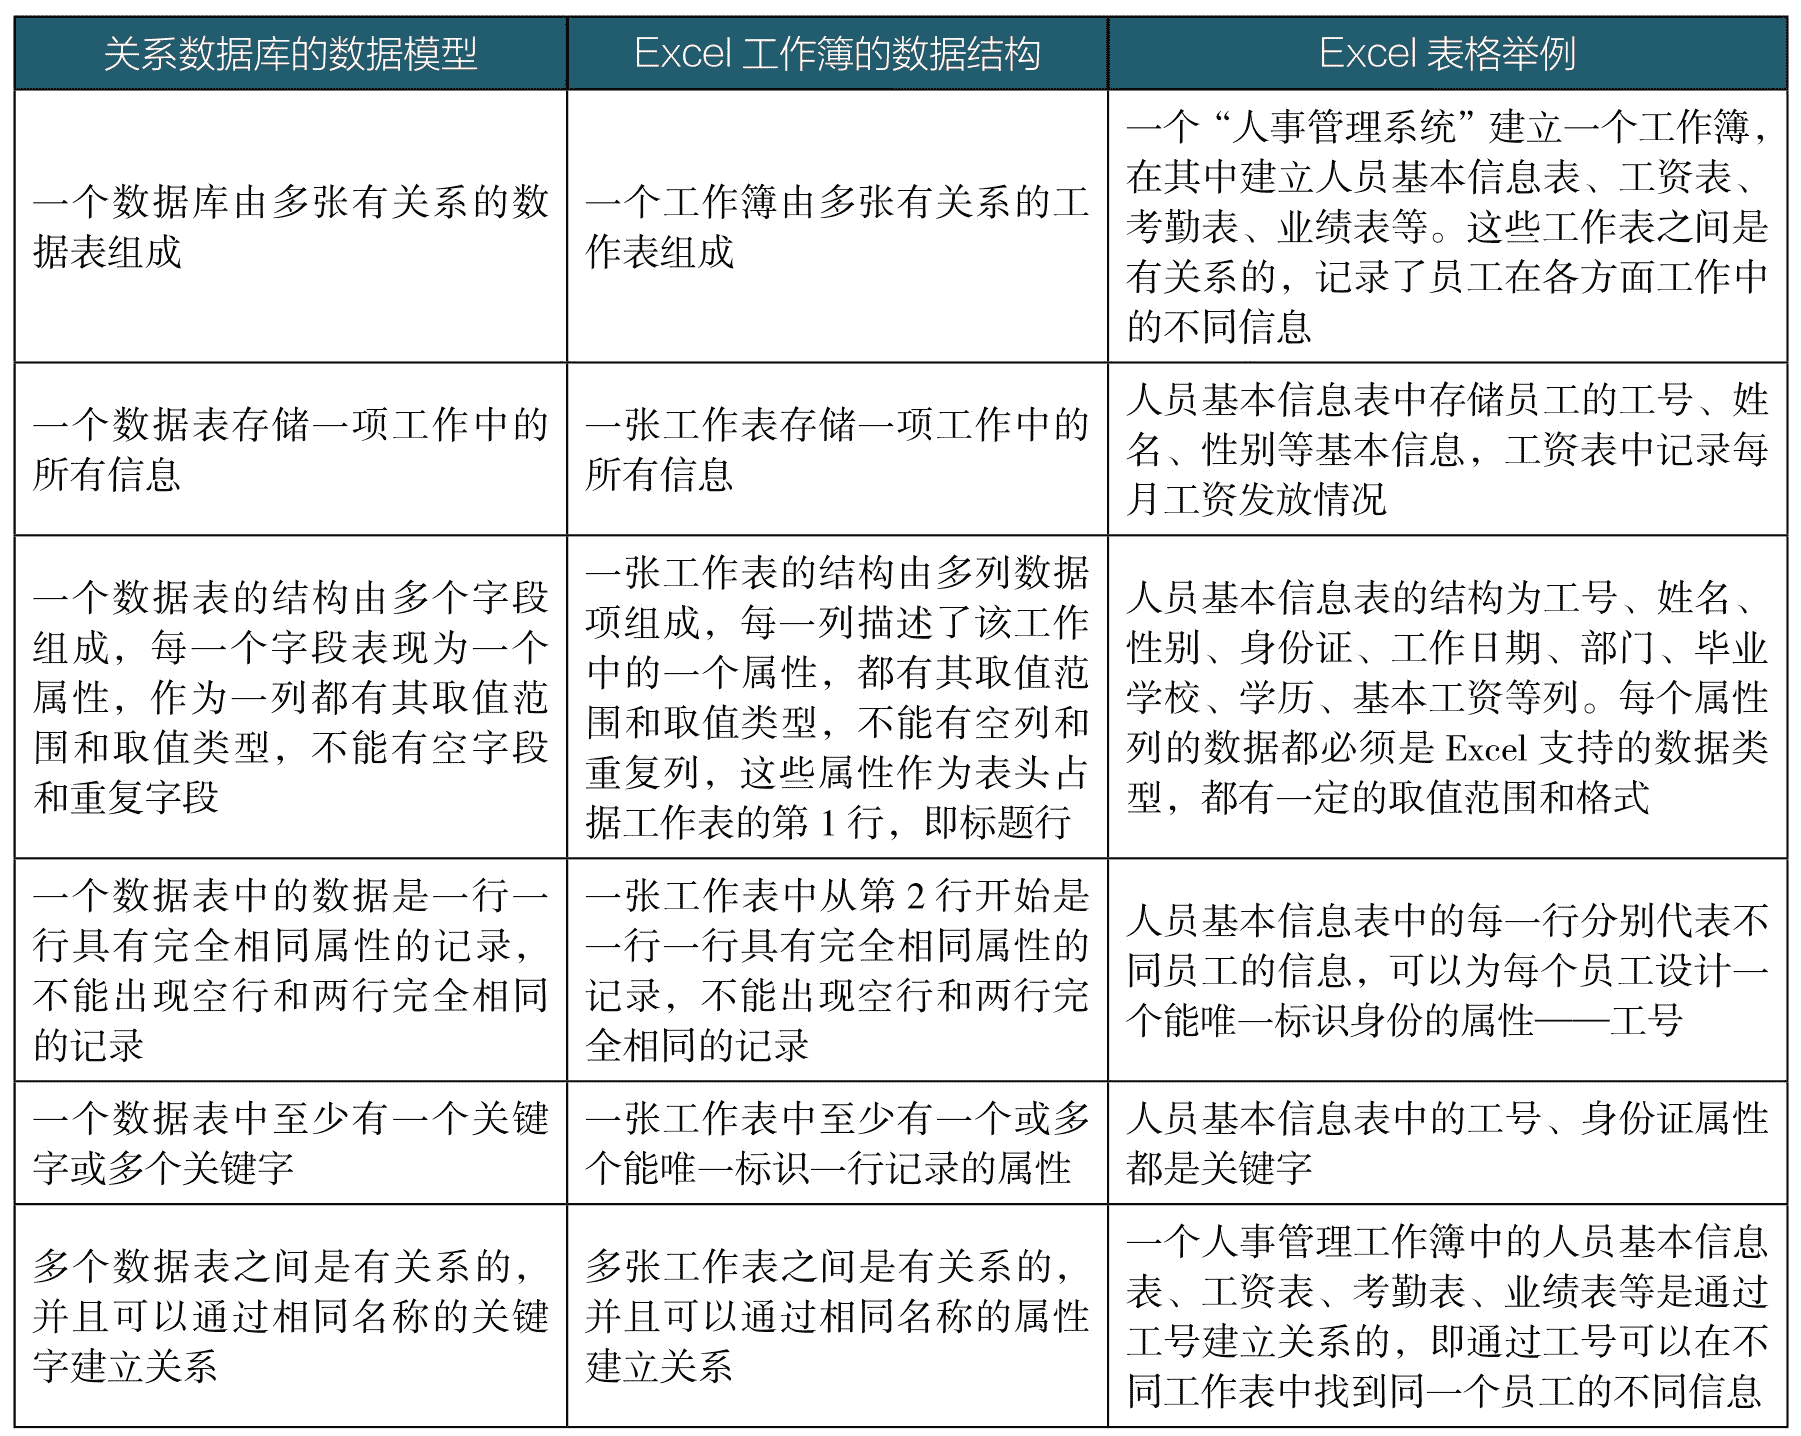 关系数据库的数据模型
Excel 工作簿的数据结构
Excel 表格举例
一个数据库由多张有关系的数
据表组成
一个工作簿由多张有关系的工
作表组成
一个“人事管理系统”建立一个工作簿，
在其中建立人员基本信息表、工资表、
考勤表、业绩表等。这些工作表之间是
有关系的，记录了员工在各方面工作中
的不同信息
一个数据表存储一项工作中的
所有信息
一张工作表存储一项工作中的
所有信息
人员基本信息表中存储员工的工号、姓
名、性别等基本信息，工资表中记录每
月工资发放情况
一个数据表的结构由多个字段
组成，每一个字段表现为一个
属性，作为一列都有其取值范
围和取值类型，不能有空字段
和重复字段
一张工作表的结构由多列数据
项组成，每一列描述了该工作
中的一个属性，都有其取值范
围和取值类型，不能有空列和
重复列，这些属性作为表头占
据工作表的第 1 行，即标题行
人员基本信息表的结构为工号、姓名、
性别、身份证、工作日期、部门、毕业
学校、学历、基本工资等列。每个属性
列的数据都必须是 Excel 支持的数据类
型，都有一定的取值范围和格式
一个数据表中的数据是一行一
行具有完全相同属性的记录，
不能出现空行和两行完全相同
的记录
一张工作表中从第 2 行开始是
一行一行具有完全相同属性的
记录，不能出现空行和两行完
全相同的记录
人员基本信息表中的每一行分别代表不
同员工的信息，可以为每个员工设计一
个能唯一标识身份的属性——工号
一个数据表中至少有一个关键
字或多个关键字
一张工作表中至少有一个或多
个能唯一标识一行记录的属性
人员基本信息表中的工号、身份证属性
都是关键字
多个数据表之间是有关系的，
并且可以通过相同名称的关键
字建立关系
多张工作表之间是有关系的，
并且可以通过相同名称的属性
建立关系
一个人事管理工作簿中的人员基本信息
表、工资表、考勤表、业绩表等是通过
工号建立关系的，即通过工号可以在不
同工作表中找到同一个员工的不同信息